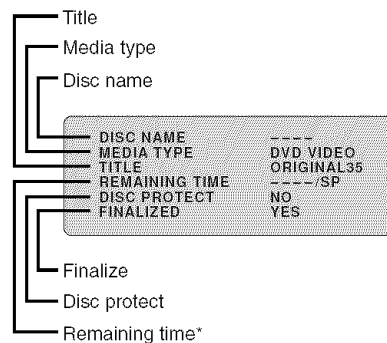 Title
Media type
Disc name
DISC NAME ----
MEDIA TYPE DVD VIDEO
TITLE ORIGINAL35
REMAINING TIME ----/SP
DISC PROTECT NO
FINALIZED YES
Finalize
Disc protect
Remaining time*